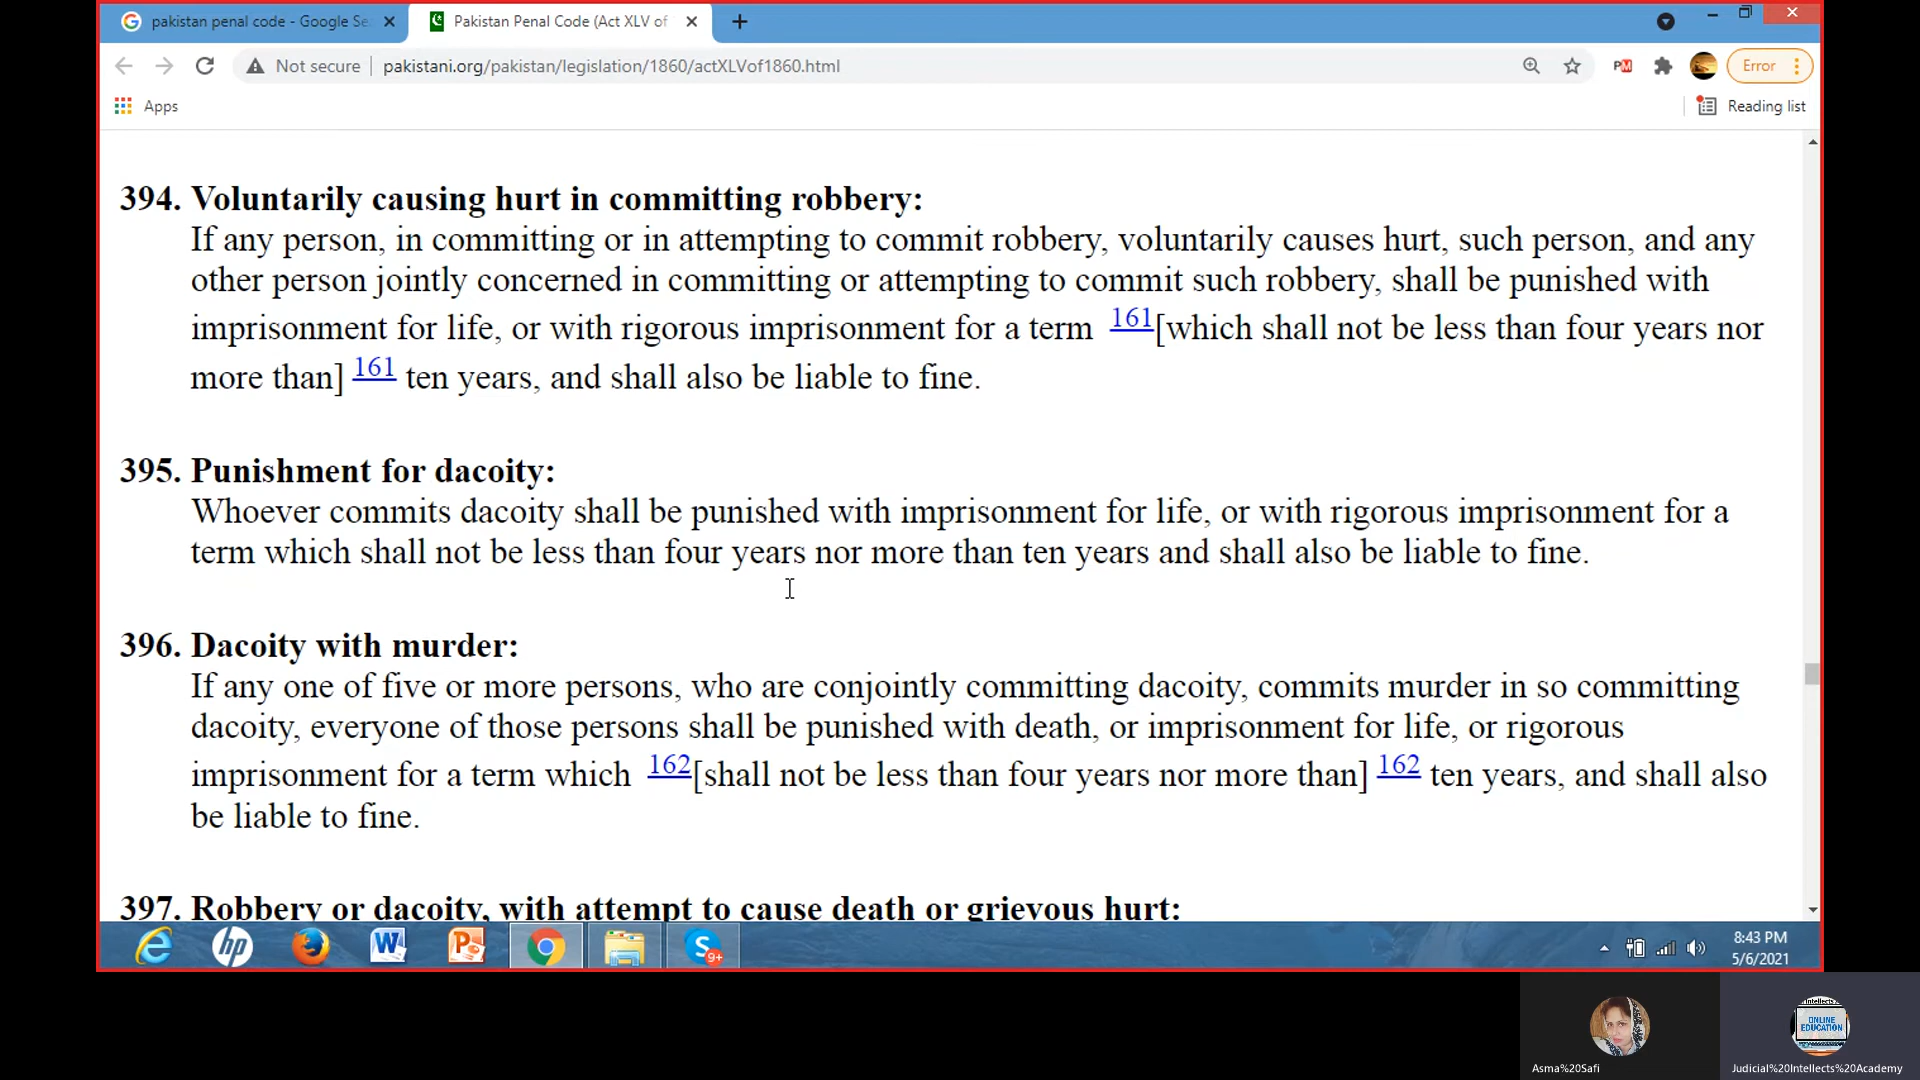 pakistan penal code - Google Se
Pakistan Penal Code (Act XLV of
Not secure
pakistani.org/pakistan/legislation/1860/actXLVof1860.html
PM
Error
Apps
Reading list
394. Voluntarily causing hurt in committing robbery:
If any person, in committing or in attempting to commit robbery, voluntarily causes hurt, such person, and any
other person jointly concerned in committing or attempting to commit such robbery, shall be punished with
imprisonment for life, or with rigorous imprisonment for a term 161[which shall not be less than four years nor
more than] 161 ten years, and shall also be liable to fine.
395. Punishment for dacoity:
Whoever commits dacoity shall be punished with imprisonment for life, or with rigorous imprisonment for a
term which shall not be less than four years nor more than ten years and shall also be liable to fine.
396. Dacoity with murder:
If any one of five or more persons, who are conjointly committing dacoity, commits murder in so committing
dacoity, everyone of those persons shall be punished with death, or imprisonment for life, or rigorous
imprisonment for a term which 162[shall not be less than four years nor more than] 162 ten years, and shall also
be liable to fine.
397. Robbery or dacoity, with attempt to cause death or grievous hurt:
hp
9+
8:43 PM
5/6/2021
ONLINE
EDUCATION
Asma%20Safi
Judicial%20Intellects%20Academy